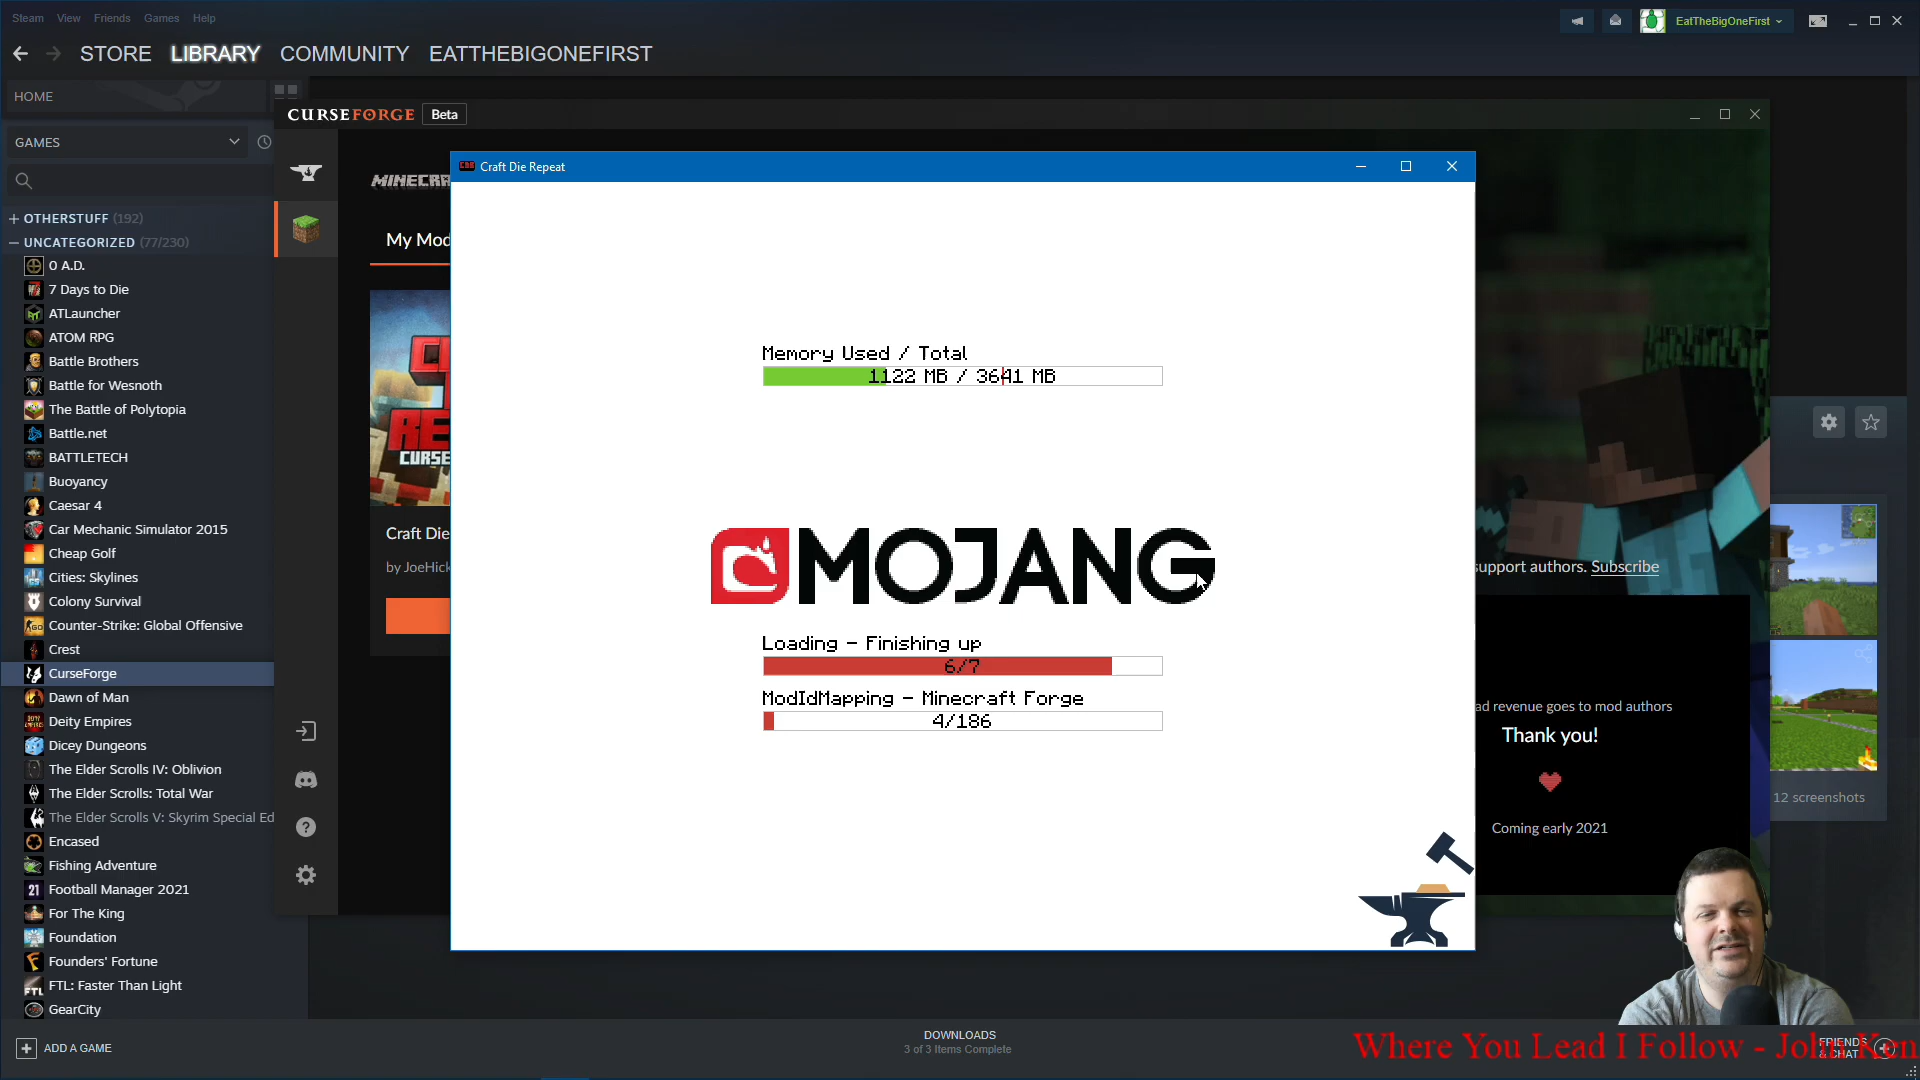 Steam View Friends Games Help
EatTheBigOneFirst
STORE LIBRARY COMMUNITY EATTHEBIGONEFIRST
HOME
CURSEFORGE Beta
GAMES
Craft Die Repeat
MINECRA
My Mod
OTHERSTUFF (192)
UNCATEGORIZED (77/230)
0 A.D.
7 Days to Die
ATLauncher
ATOM RPG
Battle Brothers
Battle for Wesnoth
The Battle of Polytopia
Battle.net
BATTLETECH
Buoyancy
Caesar 4
Car Mechanic Simulator 2015
Cheap Golf
Cities: Skylines
Colony Survival
Counter-Strike: Global Offensive
Crest
CurseForge
Dawn of Man
Deity Empires
Dicey Dungeons
The Elder Scrolls IV: Oblivion
The Elder Scrolls: Total War
The Elder Scrolls V: Skyrim Special Ed
Encased
Fishing Adventure
Football Manager 2021
For The King
Foundation
Founders' Fortune
FTL: Faster Than Light
GearCity
CURSE
Craft Die
by JoeHick
Memory Used / Total
1122 MB / 3641 MB
MOJANG
Loading - Finishing up
6/7
ModIdMapping - Minecraft Forge
4/186
support authors. Subscribe
ad revenue goes to mod authors
Thank you!
Coming early 2021
12 screenshots
ADD A GAME
DOWNLOADS
3 of 3 Items Complete
FRIENDS
& CHAT
Where You Lead I Follow - John Ken